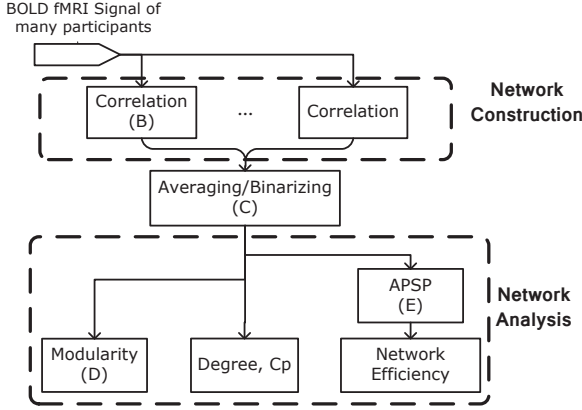 BOLD fMRI Signal of
many participants
Correlation
(B)
...
Correlation
Network
Construction
Averaging/Binarizing
(C)
APSP
(E)
Network
Analysis
Modularity
(D)
Degree, Cp
Network
Efficiency